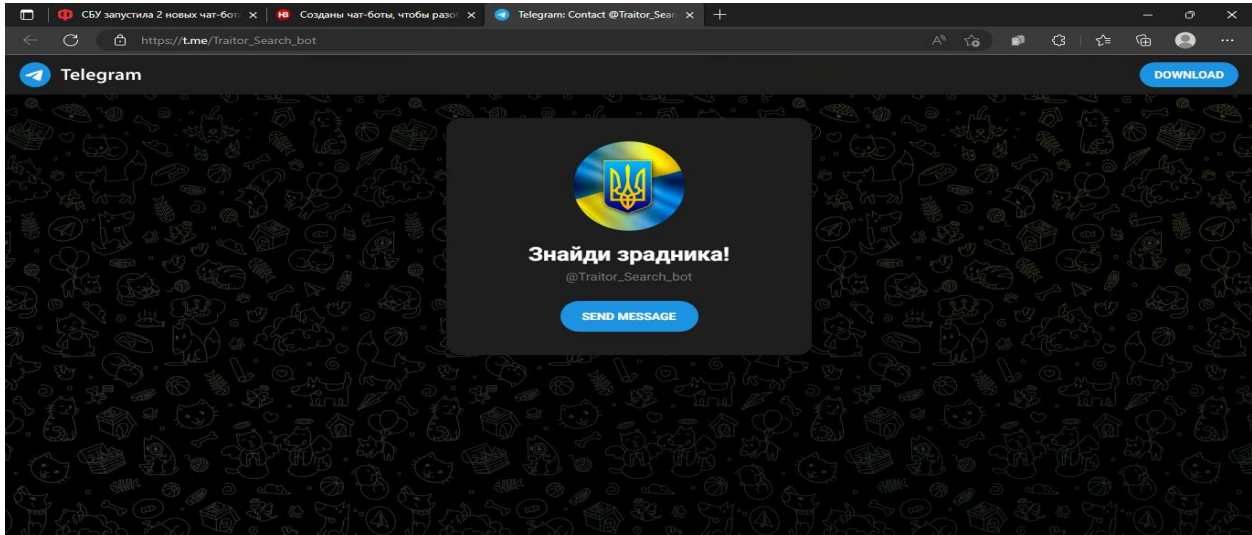 СБУ запустила 2 новых чат-бот
НВ Созданы чат-боты, чтобы разо
Telegram: Contact @Traitor_Sear
https://t.me/Traitor_Search_bot
Telegram
DOWNLOAD
Знайди зрадника!
@Traitor_Search_bot
SEND MESSAGE